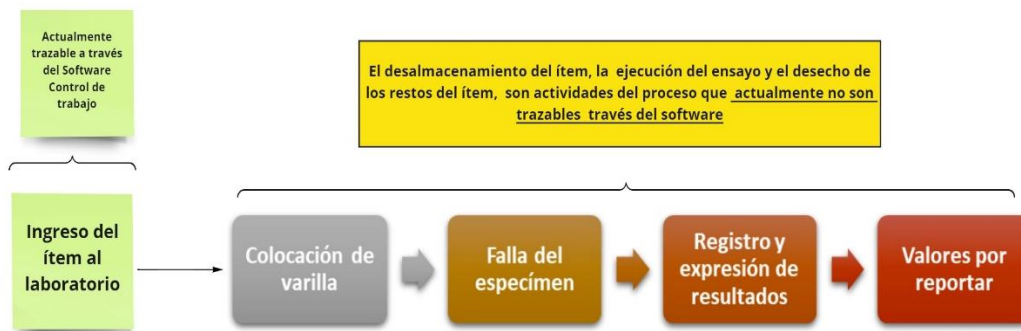 Actualmente
trazable a través
del Software
Control de
trabajo
El desalmacenamiento del ítem, la ejecución del ensayo y el desecho de
los restos del ítem, son actividades del proceso que actualmente no son
trazables través del software
Ingreso del
ítem al
laboratorio
Colocación de
varilla
Falla del
espécimen
Registro y
expresión de
resultados
Valores por
reportar